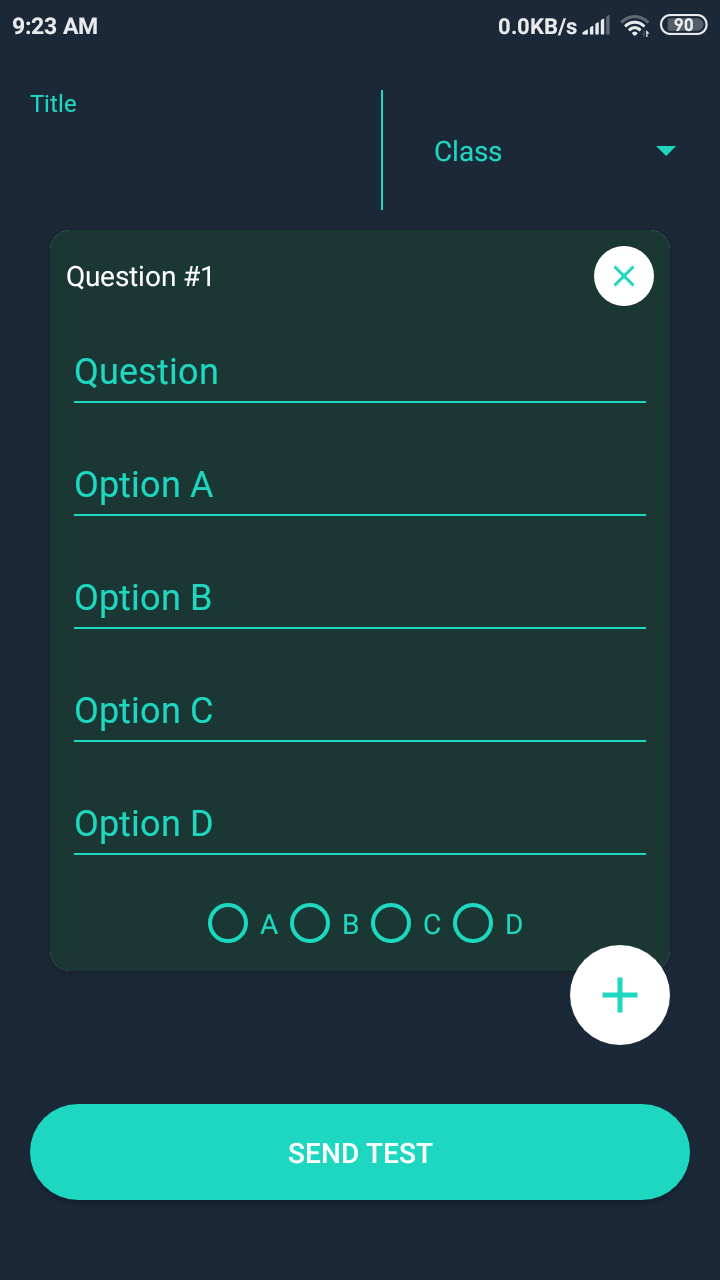 9:23 AM 0.0KB/s 90
Title
Class
Question #1
Question
Option A
Option B
Option C
Option D
A B C D
SEND TEST